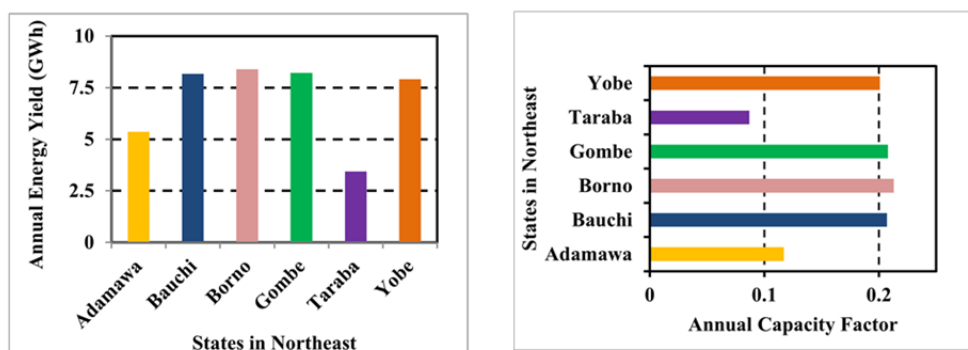 Annual Energy Yield (GWh)
10
7.5
5
2.5
0
Adamawa
Bauchi
Borno
Gombe
Taraba
Yobe
States in Northeast
States in Northeast
Yobe
Taraba
Gombe
Borno
Bauchi
Adamawa
0 0.1 0.2
Annual Capacity Factor